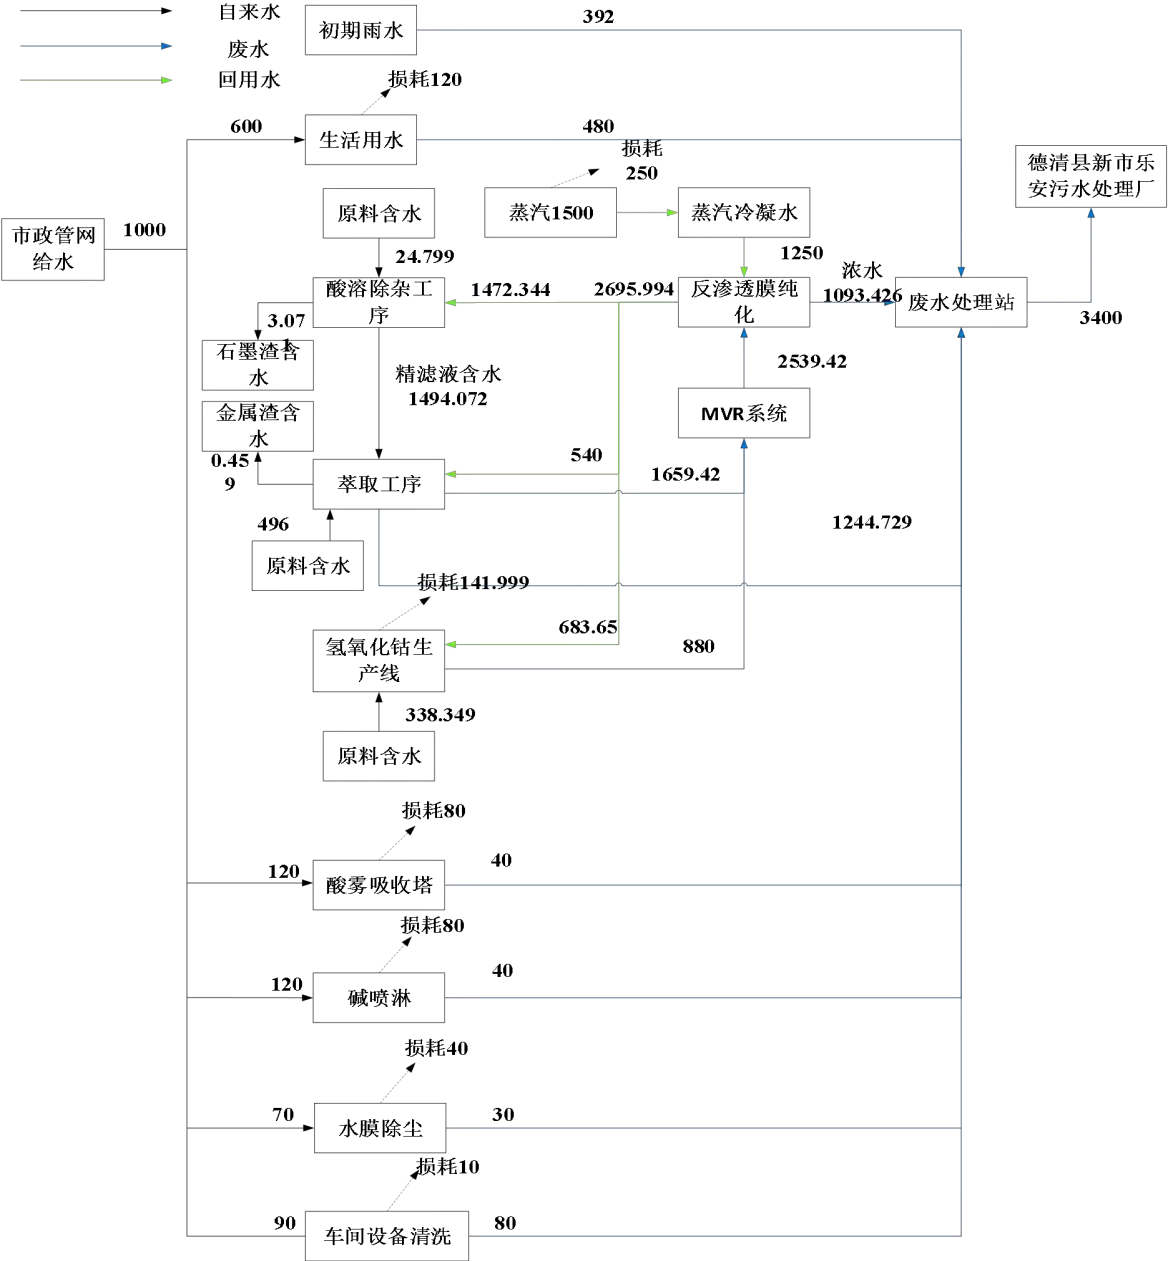 自来水
废水
回用水
初期雨水
392
损耗120
600
生活用水
480
损耗
250
德清县新市乐
安污水处理厂
原料含水
蒸汽1500
蒸汽冷凝水
市政管网
给水
1000
24.799
1250
酸溶除杂工
序
1472.344
2695.994
反渗透膜纯
化
浓水
1093.426
废水处理站
3400
3.07
1
石墨渣含
水
精滤液含水
1494.072
2539.42
金属渣含
水
MVR系统
0.45
9
萃取工序
540
1659.42
496
原料含水
1244.729
损耗141.999
683.65
氢氧化钴生
产线
880
338.349
原料含水
损耗80
120
酸雾吸收塔
40
损耗80
120
碱喷淋
40
损耗40
70
水膜除尘
30
损耗10
90
车间设备清洗
80